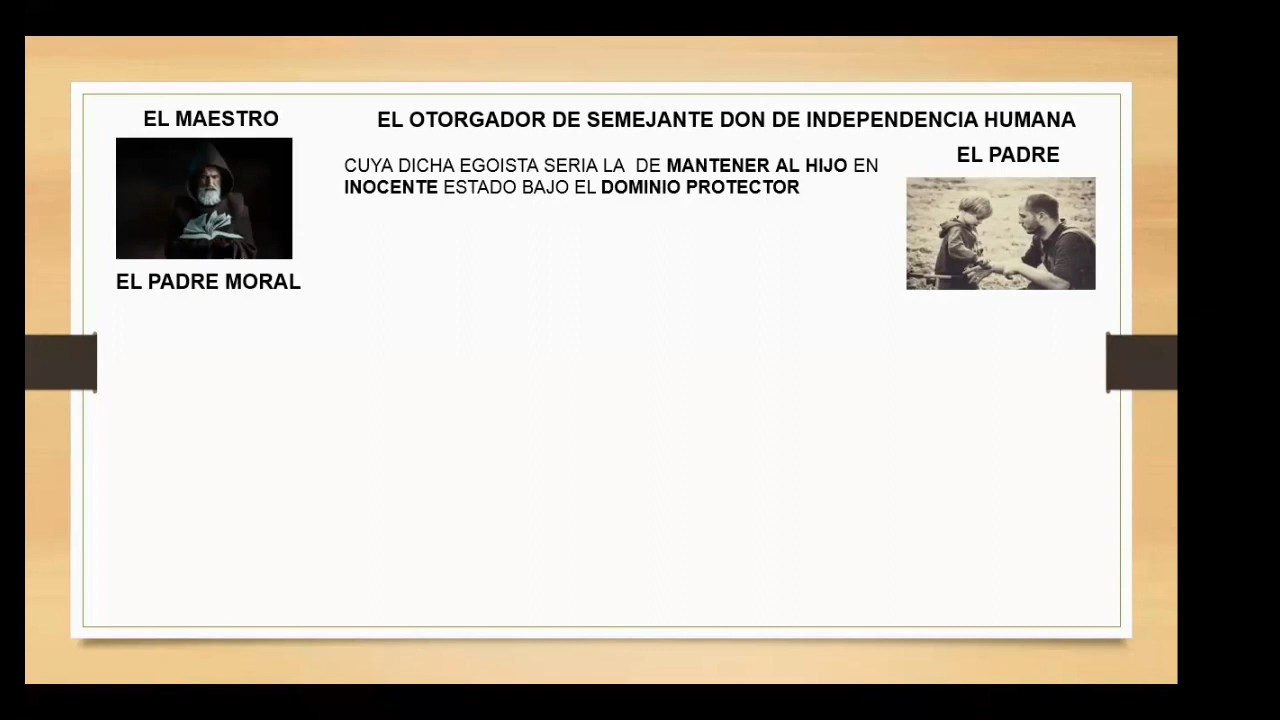 EL MAESTRO
EL OTORGADOR DE SEMEJANTE DON DE INDEPENDENCIA HUMANA
EL PADRE
CUYA DICHA EGOISTA SERIA LA  DE MANTENER AL HIJO EN
INOCENTE ESTADO BAJO EL DOMINIO PROTECTOR
EL PADRE MORAL